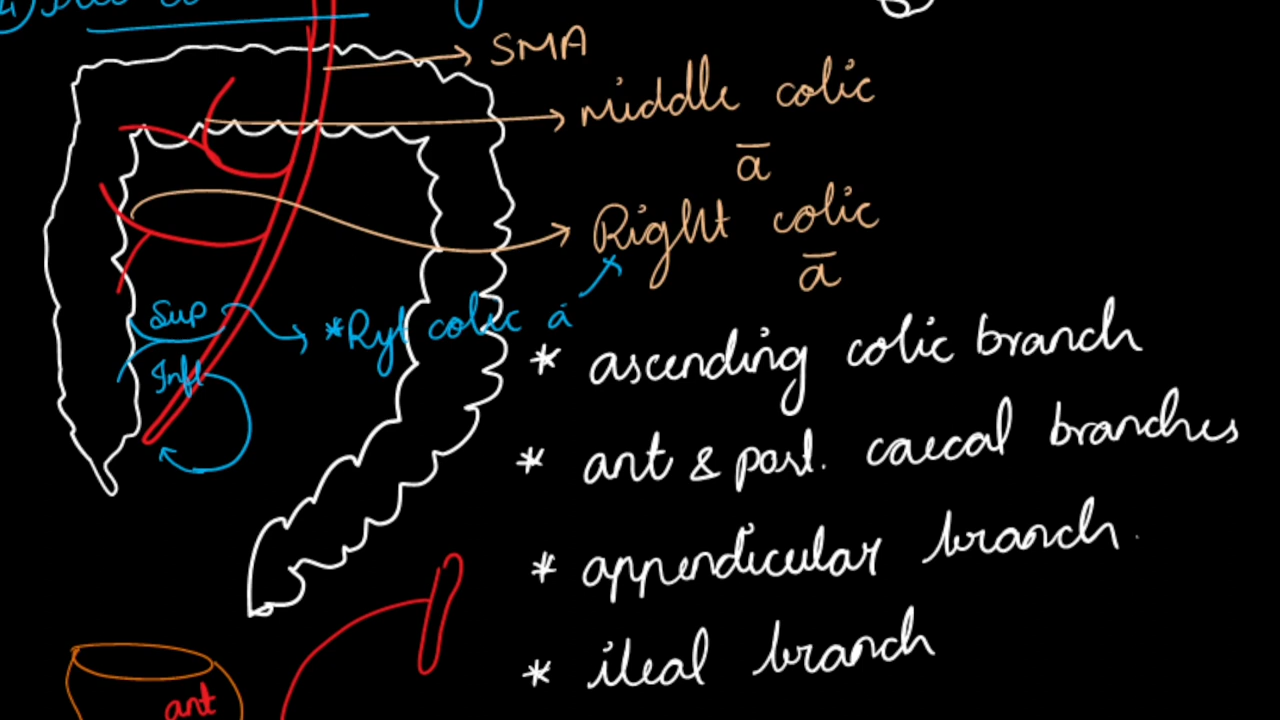 SMA
middle colic
ā
Right colic
ā
Sup
*Ryt colic ā
Inf
* ascending colic branch
* ant & post. caecal branches
* appendicular branch.
* ileal branch
ant